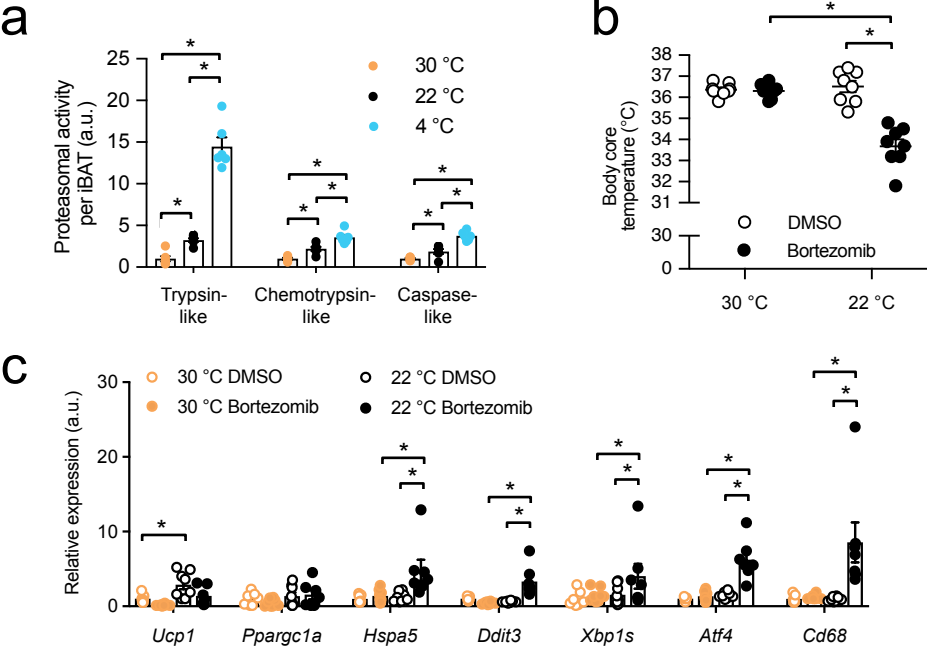 a
Proteasomal activity
per iBAT (a.u.)
25
20
15
10
5
0
* * * * * * * *
30 °C
22 °C
4 °C
Trypsin-
like
Chemotrypsin-
like
Caspase-
like
b
Body core
temperature (°C)
38
37
36
35
34
33
32
31
30
0
* *
DMSO
Bortezomib
30 °C 22 °C
c
Relative expression (a.u.)
30
20
10
0
30 °C DMSO
30 °C Bortezomib
22 °C DMSO
22 °C Bortezomib
* * * * * * * * * * *
Ucp1 Ppargc1a Hspa5 Ddit3 Xbp1s Atf4 Cd68